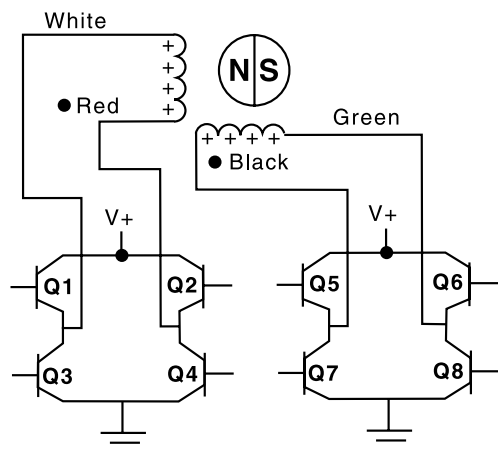 White
+
+
+
+
N S
Red
Green
+ + + +
Black
V+
V+
Q1
Q2
Q5
Q6
Q3
Q4
Q7
Q8